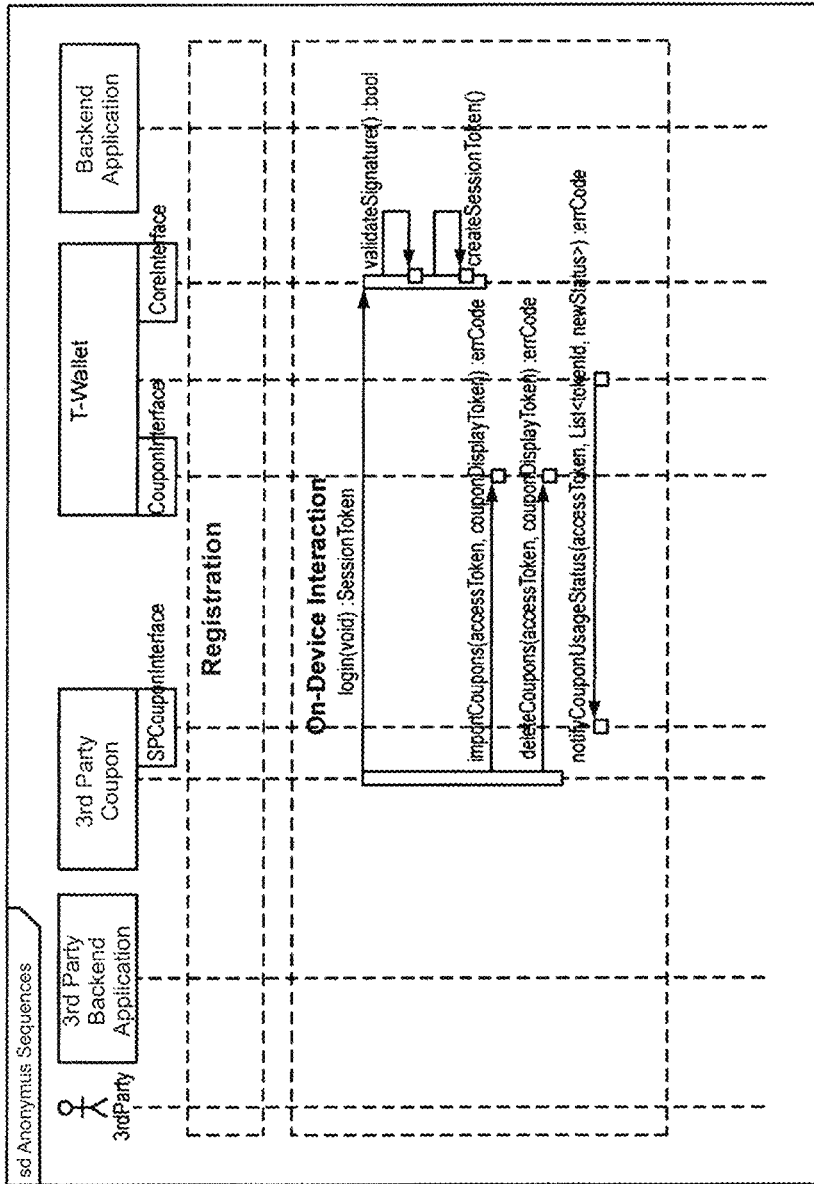 sd Anonymus Sequences
3rdParty
3rd Party
Backend
Application
3rd Party
Coupon
SPCouponInterface
T-Wallet
CouponInterface
CoreInterface
Backend
Application
Registration
On-Device Interaction
login(void) :SessionToken
validateSignature() :bool
createSessionToken()
importCoupons(accessToken, couponDisplayToken) :errCode
deleteCoupons(accessToken, couponDisplayToken) :errCode
notifyCouponUsageStatus(accessToken, List<tokenId, newStatus>) :errCode